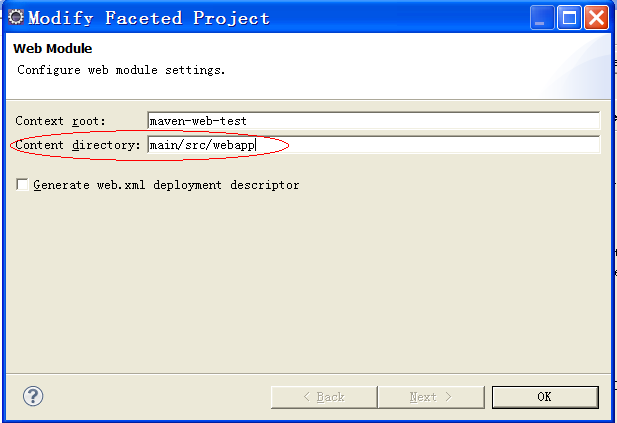 Modify Faceted Project
Web Module
Configure web module settings.
Context root: maven-web-test
Content directory: main/src/webapp
Generate web.xml deployment descriptor
? < Back Next > OK